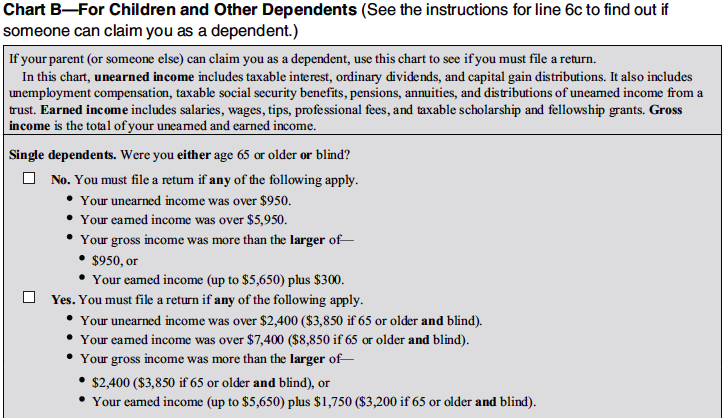 Chart B—For Children and Other Dependents (See the instructions for line 6c to find out if
someone can claim you as a dependent.)
If your parent (or someone else) can claim you as a dependent, use this chart to see if you must file a return.
In this chart, unearned income includes taxable interest, ordinary dividends, and capital gain distributions. It also includes
unemployment compensation, taxable social security benefits, pensions, annuities, and distributions of unearned income from a
trust. Earned income includes salaries, wages, tips, professional fees, and taxable scholarship and fellowship grants. Gross
income is the total of your unearned and earned income.
Single dependents. Were you either age 65 or older or blind?
☐ No. You must file a return if any of the following apply.
• Your unearned income was over $950.
• Your earned income was over $5,950.
• Your gross income was more than the larger of—
• $950, or
• Your earned income (up to $5,650) plus $300.
☐ Yes. You must file a return if any of the following apply.
• Your unearned income was over $2,400 ($3,850 if 65 or older and blind).
• Your earned income was over $7,400 ($8,850 if 65 or older and blind).
• Your gross income was more than the larger of—
• $2,400 ($3,850 if 65 or older and blind), or
• Your earned income (up to $5,650) plus $1,750 ($3,200 if 65 or older and blind).